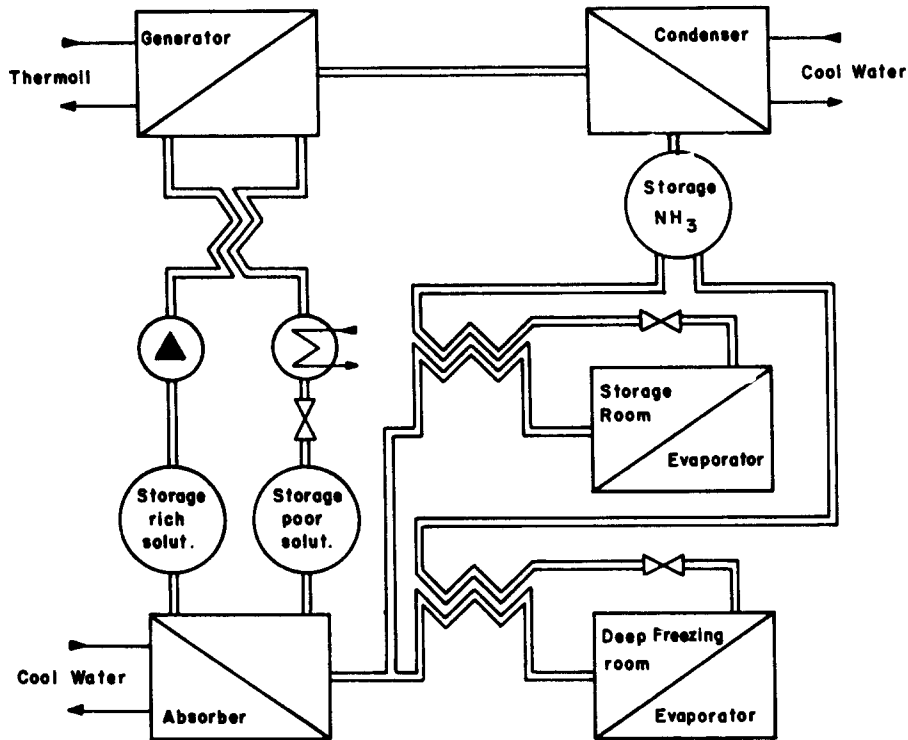 Generator
Thermoil
Condenser
Cool Water
Storage
NH3
Storage
Room
Evaporator
Storage
rich
solut.
Storage
poor
solut.
Deep Freezing
room
Evaporator
Cool Water
Absorber